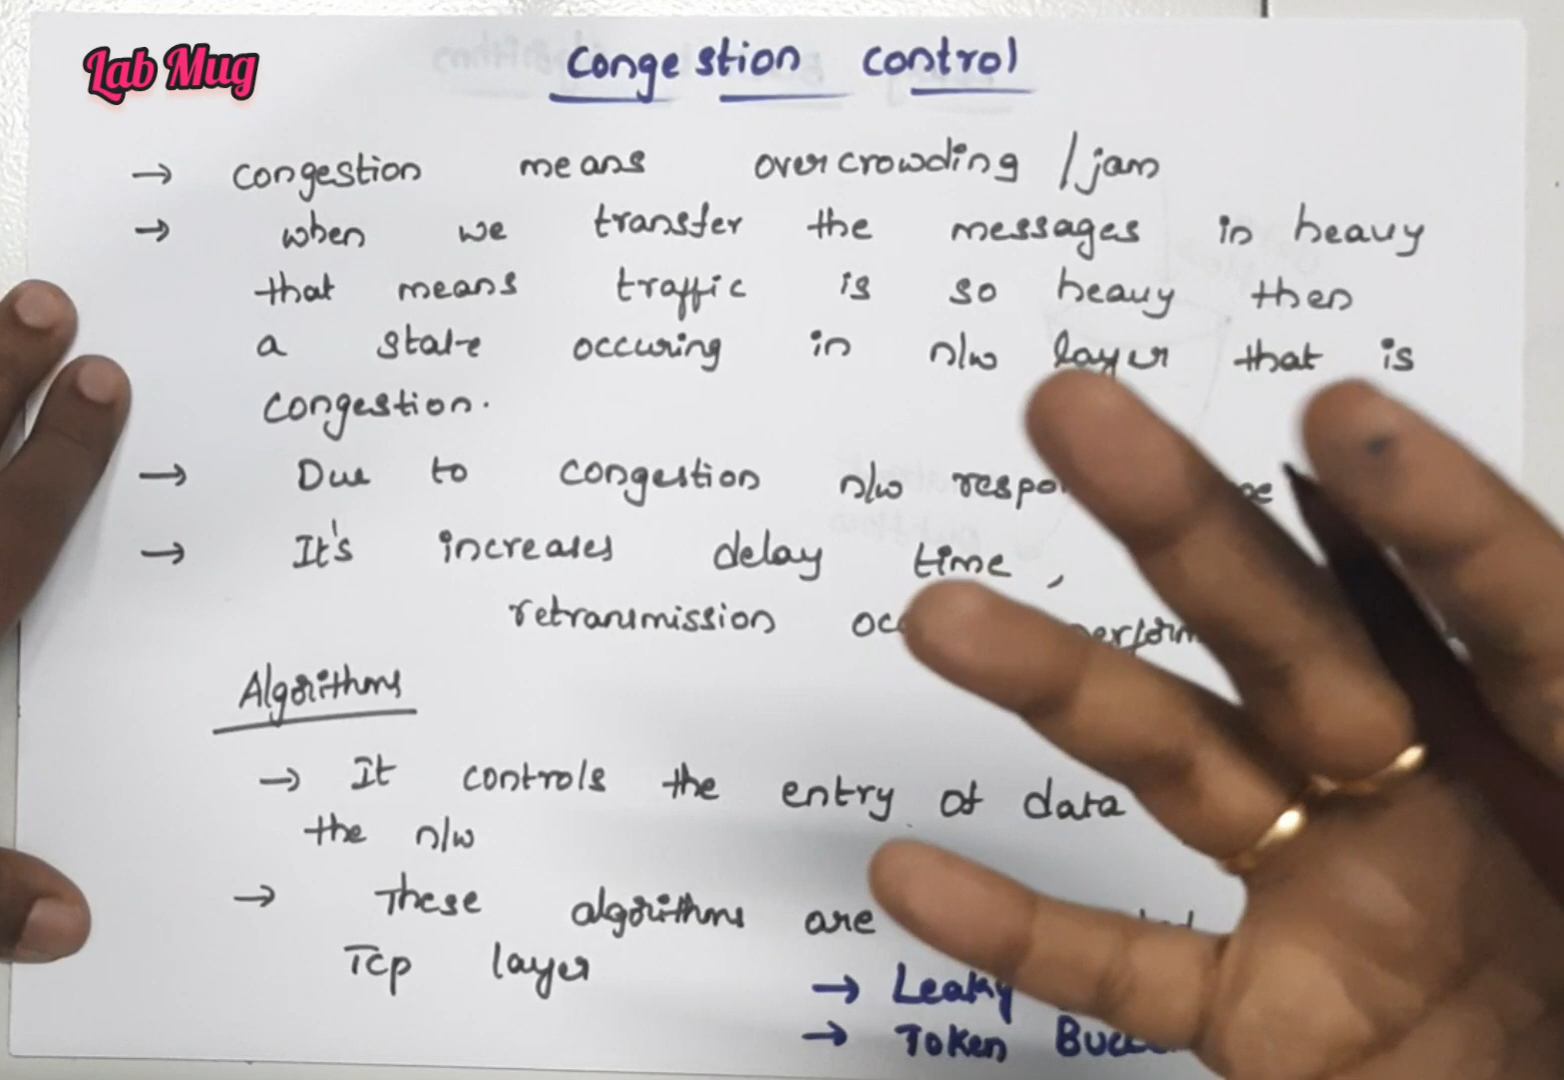 Lab Mug
congestion control
→ congestion means overcrowding / jam
→ when we transfer the messages in heavy
that means traffic is so heavy then
a state occuring in n/w layer that is
congestion.
→ Due to congestion n/w
→ It's increases delay time,
retransmission
Algorithms
→ It controls the entry of data
the n/w
→ These algorithms are
Tcp layer
→ Leaky
→ Token